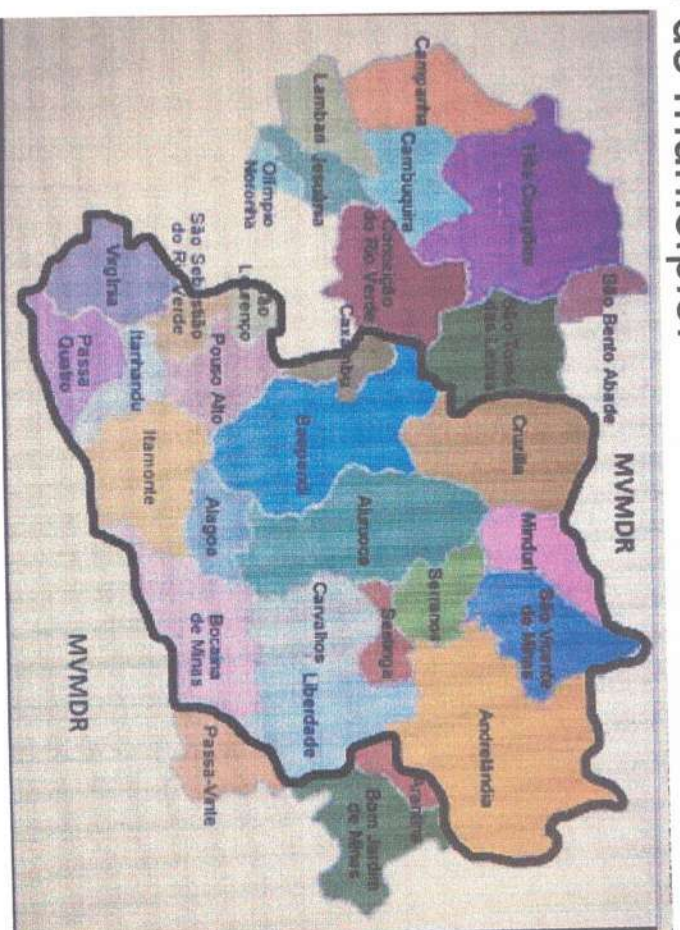 município.
MVMDR
São Bento Abade
Três Corações
São Tomé
das Letras
Cruzília
Minduri
São Vicente
de Minas
Andrelândia
Campanha
Cambuquira
Conceição
do Rio Verde
Caxambu
Baependi
Aiuruoca
Serranos
Seritinga
Arantina
Bom Jardim
de Minas
Lambari
Jesuânia
Olímpio
Noronha
São
Lourenço
São Sebastião
do Rio Verde
Pouso Alto
Alagoa
Carvalhos
Liberdade
Bocaina
de Minas
Passa-Vinte
Virgínia
Itanhandu
Passa
Quatro
Itamonte
MVMDR